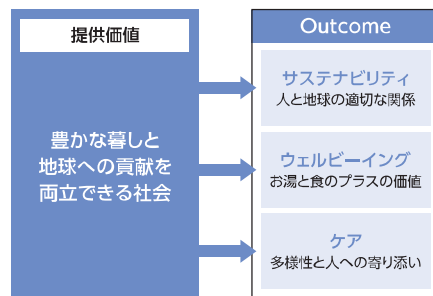 提供価値
豊かな暮しと
地球への貢献を
両立できる社会
Outcome
サステナビリティ
人と地球の適切な関係
ウェルビーイング
お湯と食のプラスの価値
ケア
多様性と人への寄り添い